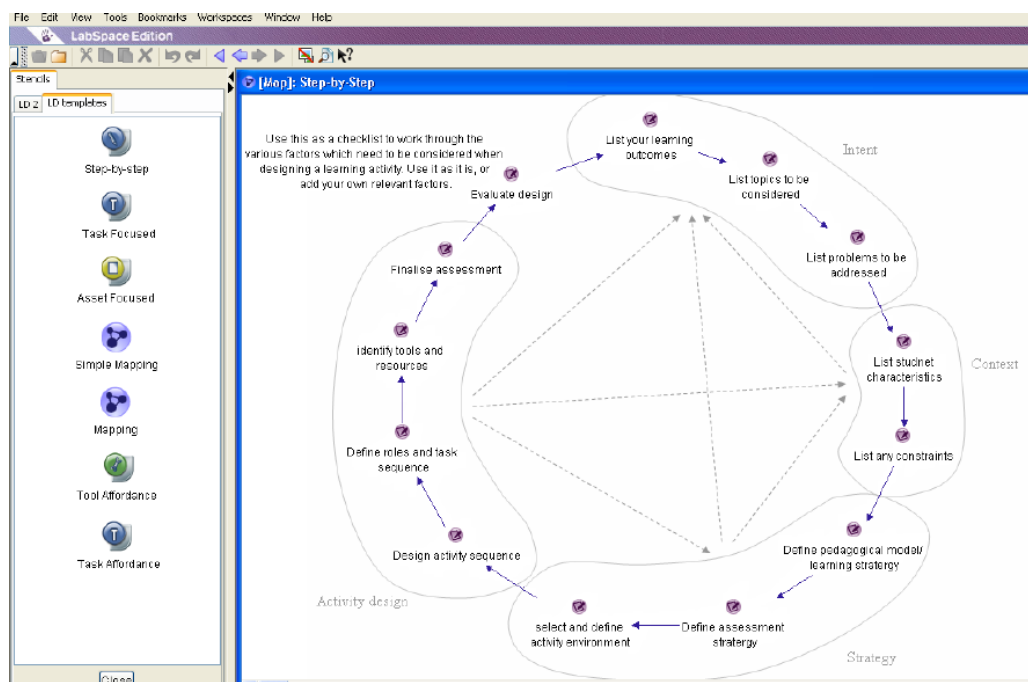 File Edit View Tools Bookmarks Workspaces Window Help
LabSpace Edition
Stencils
LD 2 LD templates
Step-by-step
Task Focused
Asset Focused
Simple Mapping
Mapping
Tool Affordance
Task Affordance
Close
[Map]: Step-by-Step
Use this as a checklist to work through the
various factors which need to be considered when
designing a learning activity. Use it as it is, or
add your own relevant factors.
List your learning
outcomes
Intent
List topics to be
considered
List problems to be
addressed
List studnet
characteristics
Context
List any constraints
Define pedagogical model/
learning stratergy
Define assessment
stratergy
Strategy
select and define
activity environment
Design activity sequence
Activity design
Define roles and task
sequence
identify tools and
resources
Finalise assessment
Evaluate design